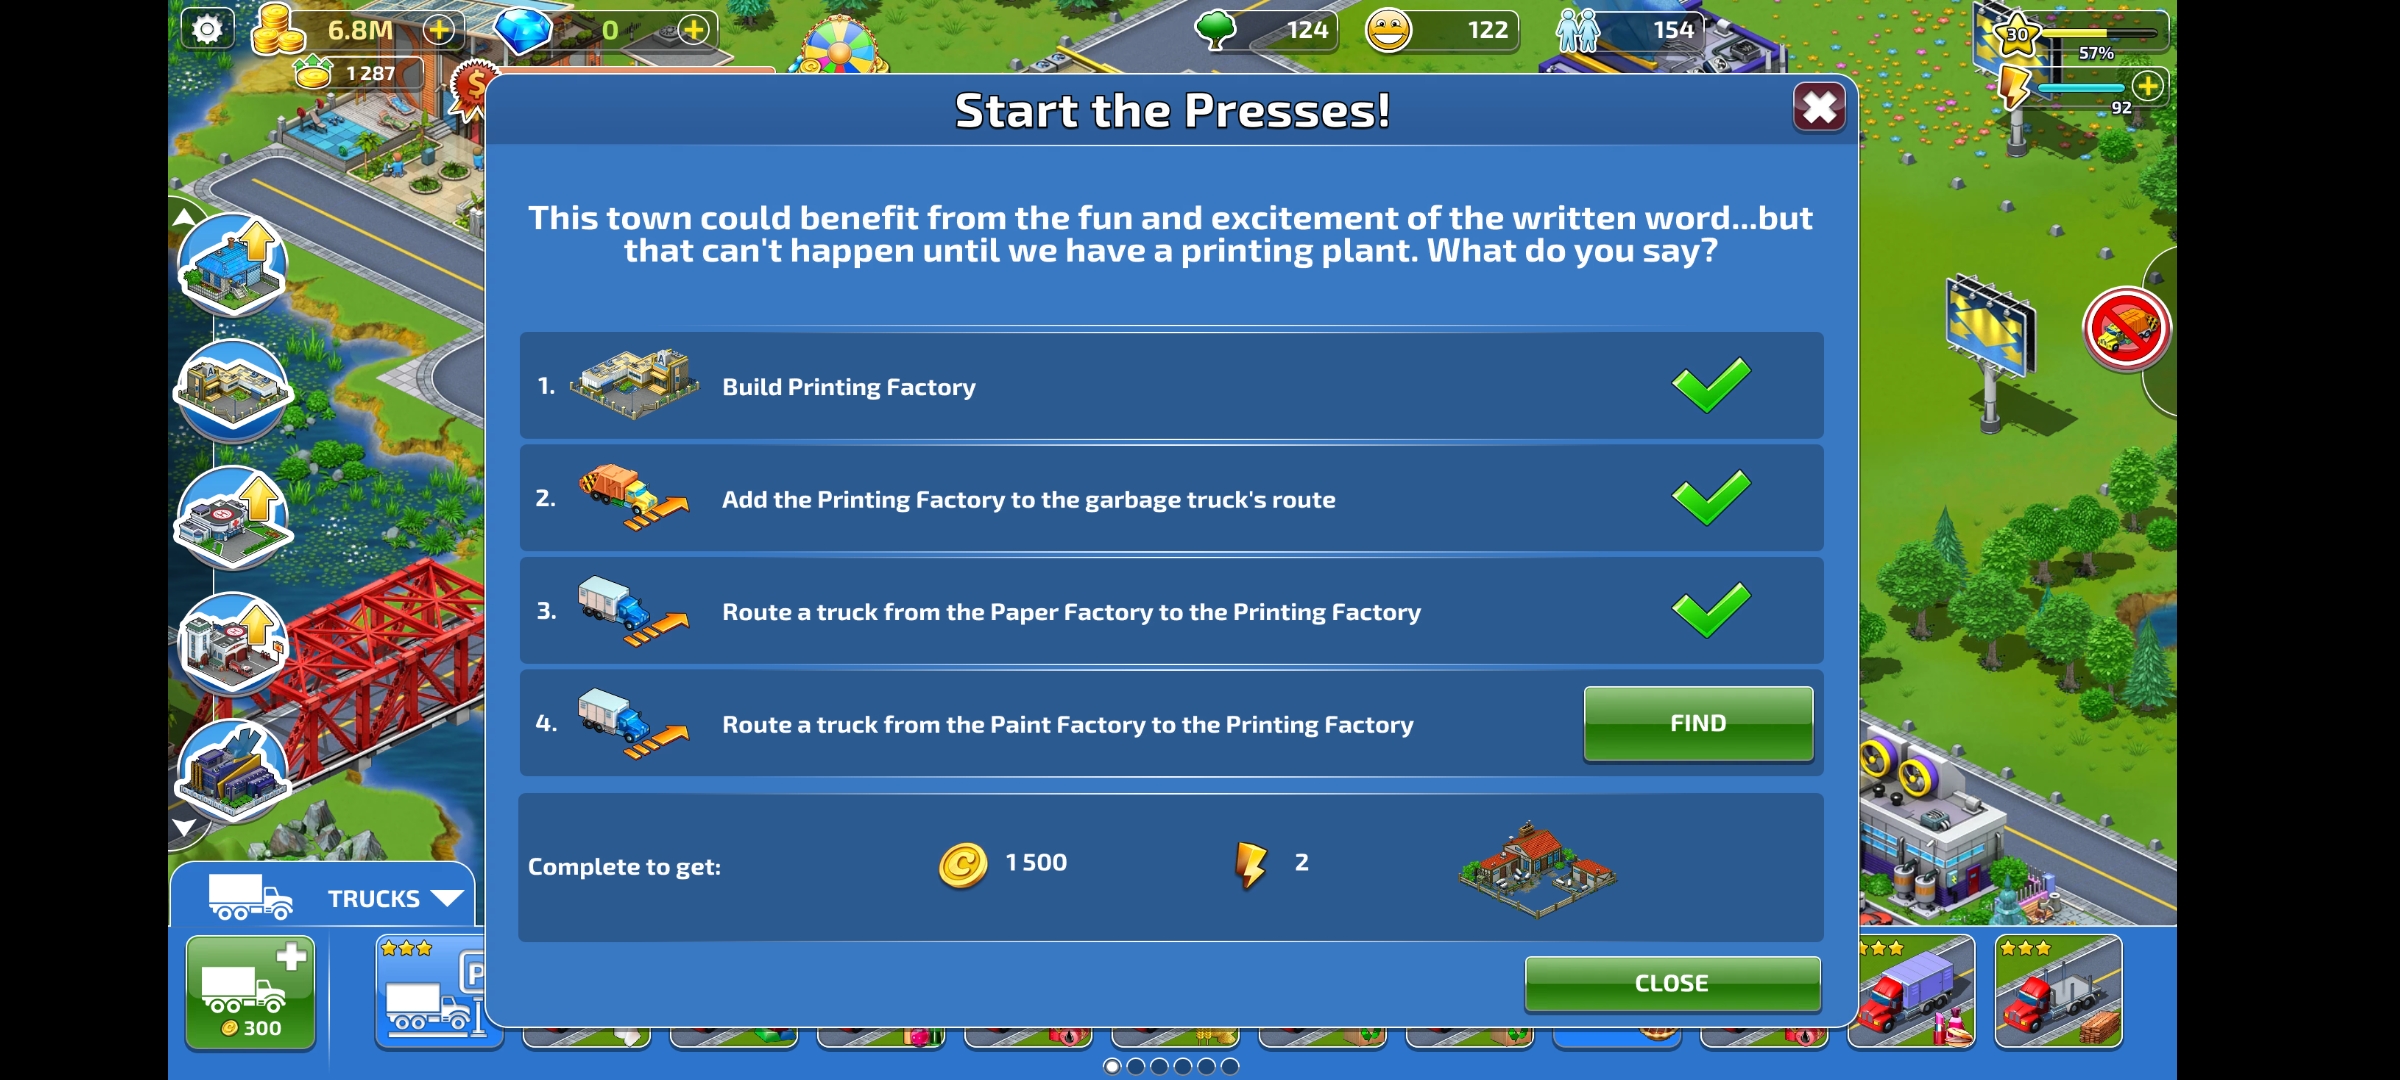 6.8M
0
124
122
154
30
57%
1 287
92
Start the Presses!
This town could benefit from the fun and excitement of the written word...but
that can't happen until we have a printing plant. What do you say?
1.
Build Printing Factory
2.
Add the Printing Factory to the garbage truck's route
3.
Route a truck from the Paper Factory to the Printing Factory
4.
Route a truck from the Paint Factory to the Printing Factory
FIND
Complete to get:
1 500
2
CLOSE
TRUCKS
300
P